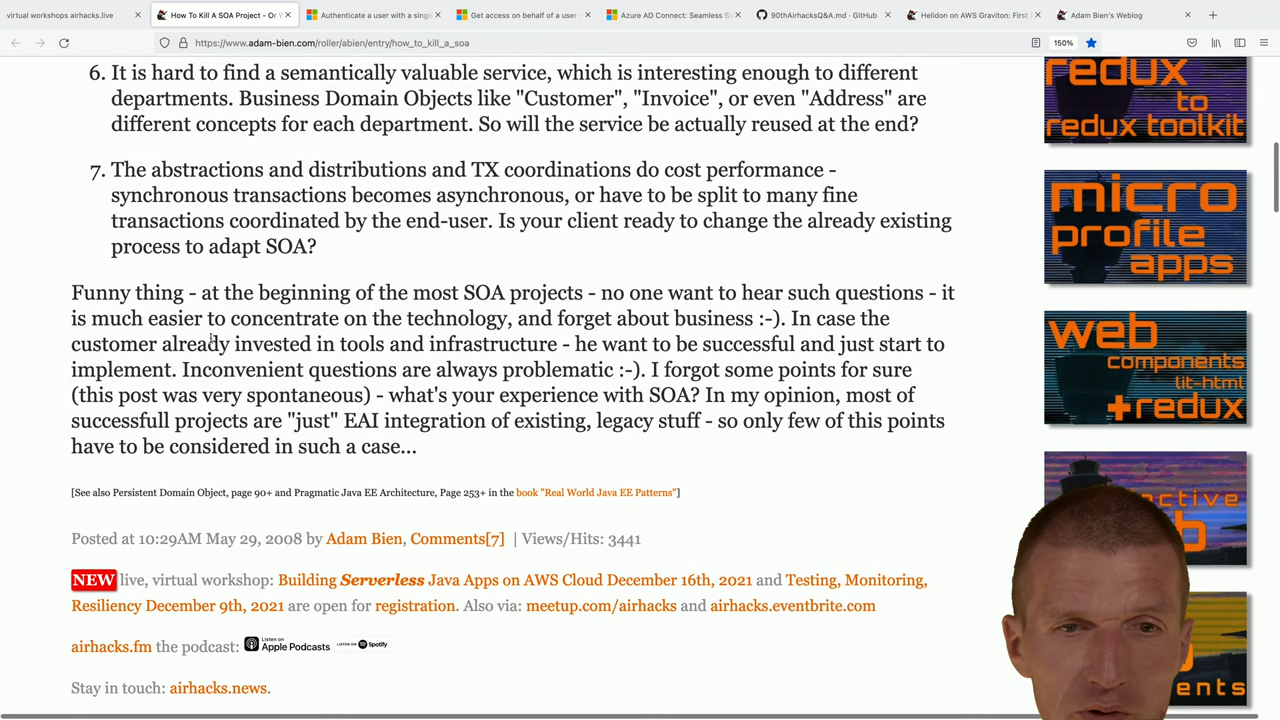 virtual workshops airhacks.live
How To Kill A SOA Project - Or W
Authenticate a user with a single
Get access on behalf of a user
Azure AD Connect: Seamless S
90thAirhacksQ&A.md · GitHub
Helidon on AWS Graviton: First
Adam Bien's Weblog
https://www.adam-bien.com/roller/abien/entry/how_to_kill_a_soa
150%
6. It is hard to find a semantically valuable service, which is interesting enough to different
departments. Business Domain Objects like "Customer", "Invoice", or even "Address" are
different concepts for each department. So will the service be actually reused at the end?
7. The abstractions and distributions and TX coordinations do cost performance -
synchronous transactions becomes asynchronous, or have to be split to many fine
transactions coordinated by the end-user. Is your client ready to change the already existing
process to adapt SOA?
Funny thing - at the beginning of the most SOA projects - no one want to hear such questions - it
is much easier to concentrate on the technology, and forget about business :-). In case the
customer already invested in tools and infrastructure - he want to be successful and just start to
implement. Inconvenient questions are always problematic :-). I forgot some points for sure
(this post was very spontaneous) - what's your experience with SOA? In my opinion, most of
successfull projects are "just" EAI integration of existing, legacy stuff - so only few of this points
have to be considered in such a case...
[See also Persistent Domain Object, page 90+ and Pragmatic Java EE Architecture, Page 253+ in the book "Real World Java EE Patterns"]
Posted at 10:29AM May 29, 2008 by Adam Bien, Comments[7] | Views/Hits: 3441
NEW live, virtual workshop: Building Serverless Java Apps on AWS Cloud December 16th, 2021 and Testing, Monitoring,
Resiliency December 9th, 2021 are open for registration. Also via: meetup.com/airhacks and airhacks.eventbrite.com
airhacks.fm the podcast: Listen on Apple Podcasts LISTEN ON Spotify
Stay in touch: airhacks.news.
redux
to
redux toolkit
micro
profile
apps
web
components
lit-html
+redux
ective
b
ents